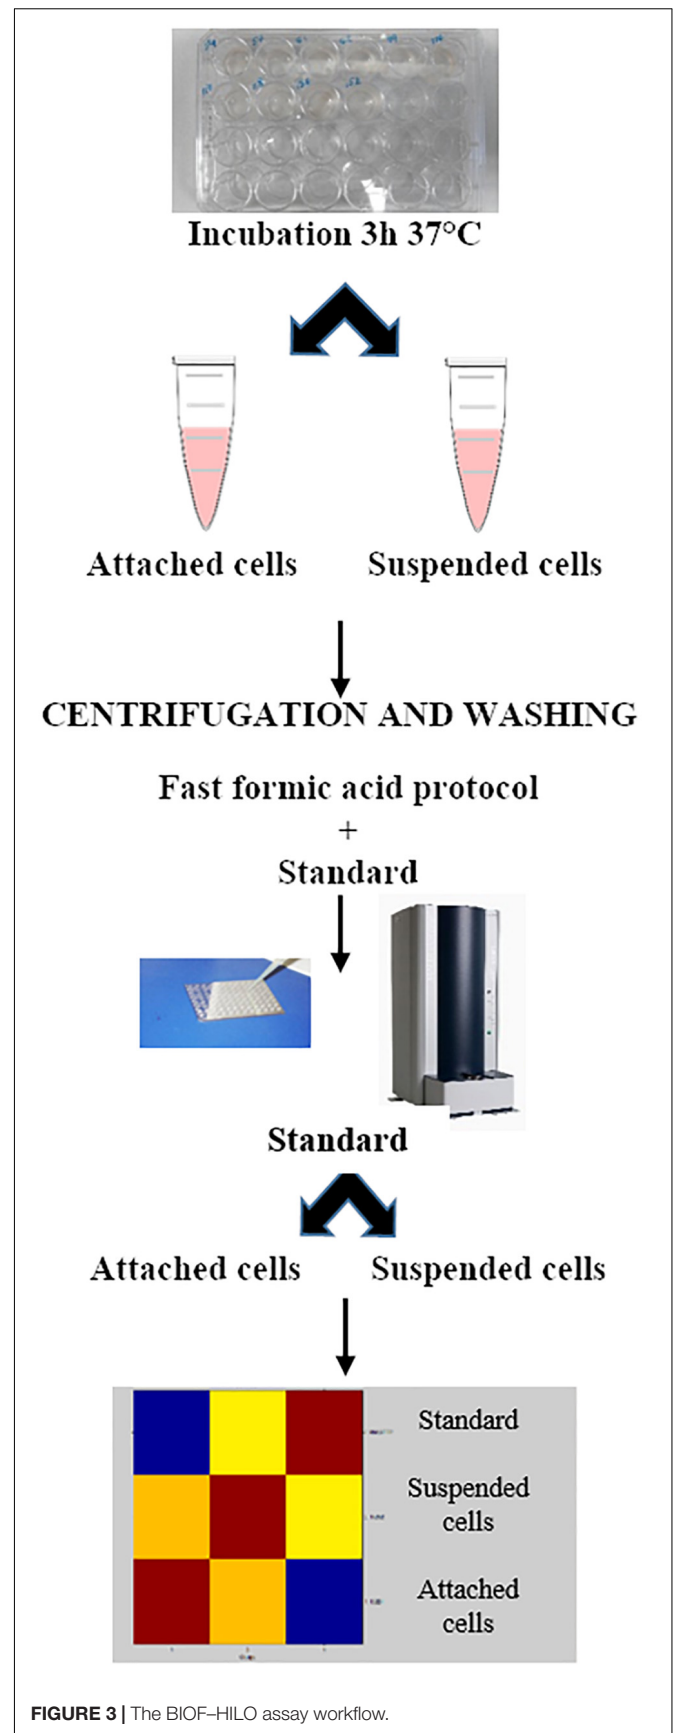 Incubation 3h 37°C
Attached cells
Suspended cells
CENTRIFUGATION AND WASHING
Fast formic acid protocol
+
Standard
Standard
Attached cells
Suspended cells
Standard
Suspended
cells
Attached
cells
FIGURE 3 | The BIOF–HILO assay workflow.